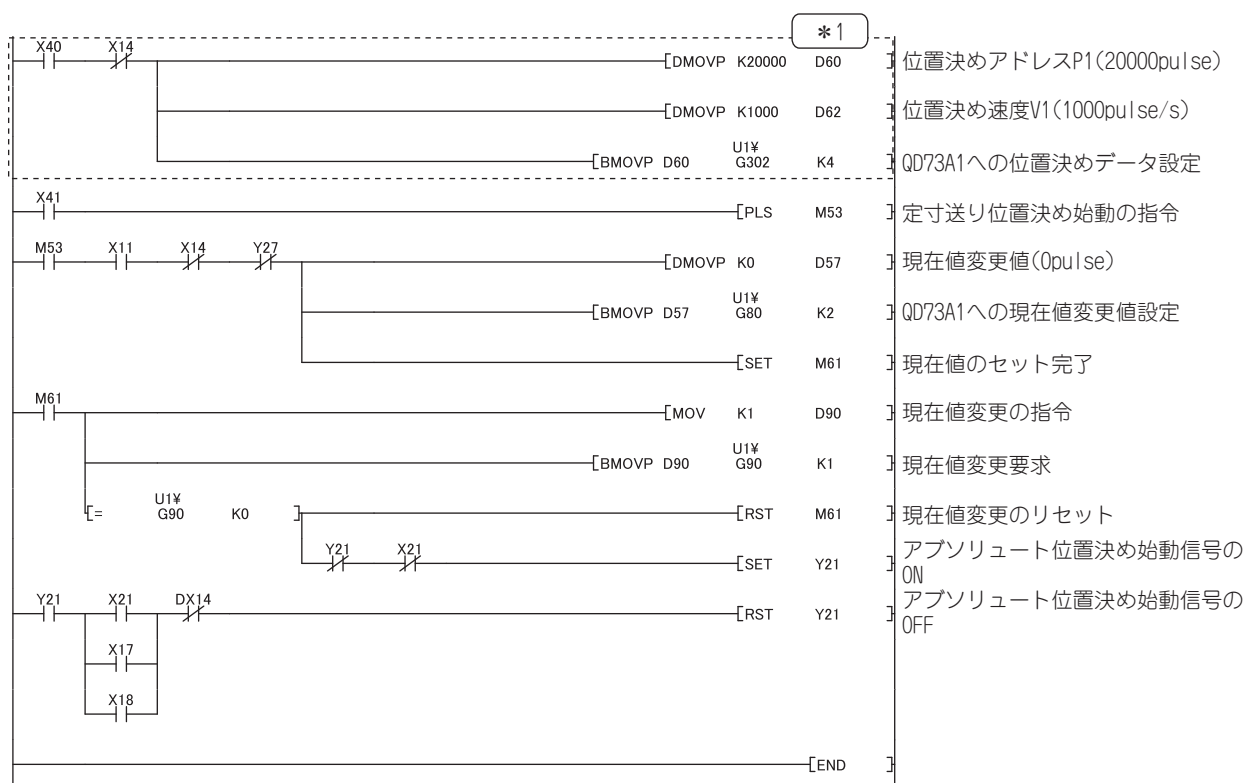 *1
X40 X14
[DMOVP K20000 D60 ] 位置決めアドレスP1(20000pulse)
[DMOVP K1000 D62 ] 位置決め速度V1(1000pulse/s)
U1¥
[BMOVP D60 G302 K4 ] QD73A1への位置決めデータ設定
X41
[PLS M53 ] 定寸送り位置決め始動の指令
M53 X11 X14 Y27
[DMOVP K0 D57 ] 現在値変更値(0pulse)
U1¥
[BMOVP D57 G80 K2 ] QD73A1への現在値変更値設定
[SET M61 ] 現在値のセット完了
M61
[MOV K1 D90 ] 現在値変更の指令
U1¥
[BMOVP D90 G90 K1 ] 現在値変更要求
U1¥
[= G90 K0 ] [RST M61 ] 現在値変更のリセット
Y21 X21
[SET Y21 ] アブソリュート位置決め始動信号の
ON
Y21 X21 DX14
[RST Y21 ] アブソリュート位置決め始動信号の
OFF
X17
X18
[END ]